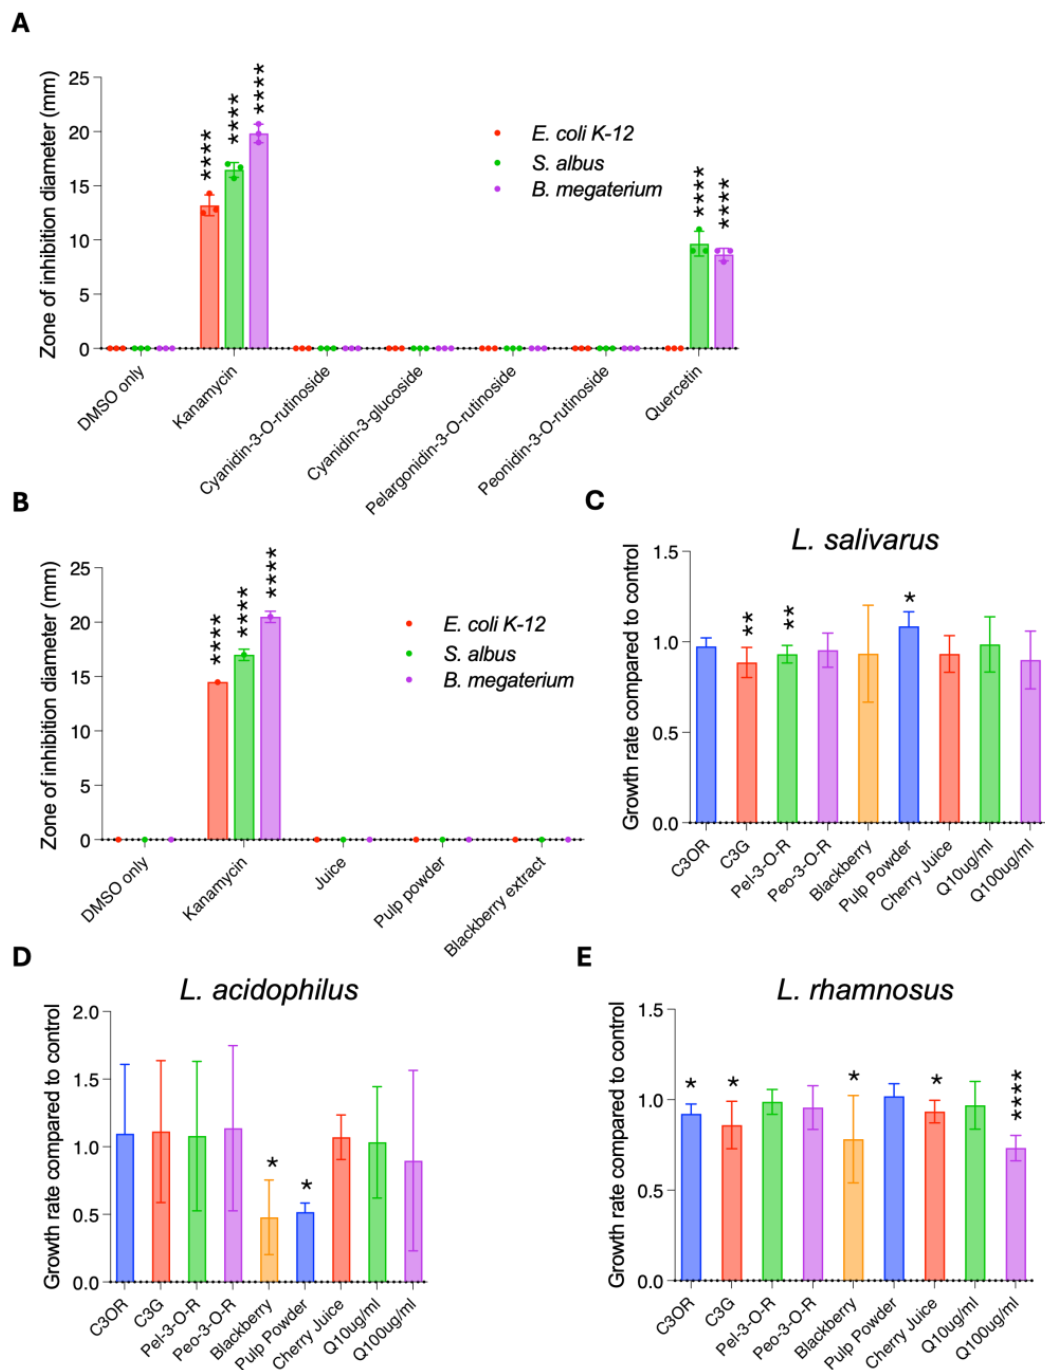 A
Zone of inhibition diameter (mm)
25
20
15
10
5
0
****
****
****
****
****
E. coli K-12
S. albus
B. megaterium
DMSO only
Kanamycin
Cyanidin-3-O-rutinoside
Cyanidin-3-glucoside
Pelargonidin-3-O-rutinoside
Peonidin-3-O-rutinoside
Quercetin
B
Zone of inhibition diameter (mm)
25
20
15
10
5
0
****
****
****
E. coli K-12
S. albus
B. megaterium
DMSO only
Kanamycin
Juice
Pulp powder
Blackberry extract
C
L. salivarus
Growth rate compared to control
1.5
1.0
0.5
0.0
**
**
*
C3OR
C3G
Pel-3-O-R
Peo-3-O-R
Blackberry
Pulp Powder
Cherry Juice
Q10ug/ml
Q100ug/ml
D
L. acidophilus
Growth rate compared to control
2.0
1.5
1.0
0.5
0.0
*
*
C3OR
C3G
Pel-3-O-R
Peo-3-O-R
Blackberry
Pulp Powder
Cherry Juice
Q10ug/ml
Q100ug/ml
E
L. rhamnosus
Growth rate compared to control
1.5
1.0
0.5
0.0
*
*
*
*
****
C3OR
C3G
Pel-3-O-R
Peo-3-O-R
Blackberry
Pulp Powder
Cherry Juice
Q10ug/ml
Q100ug/ml